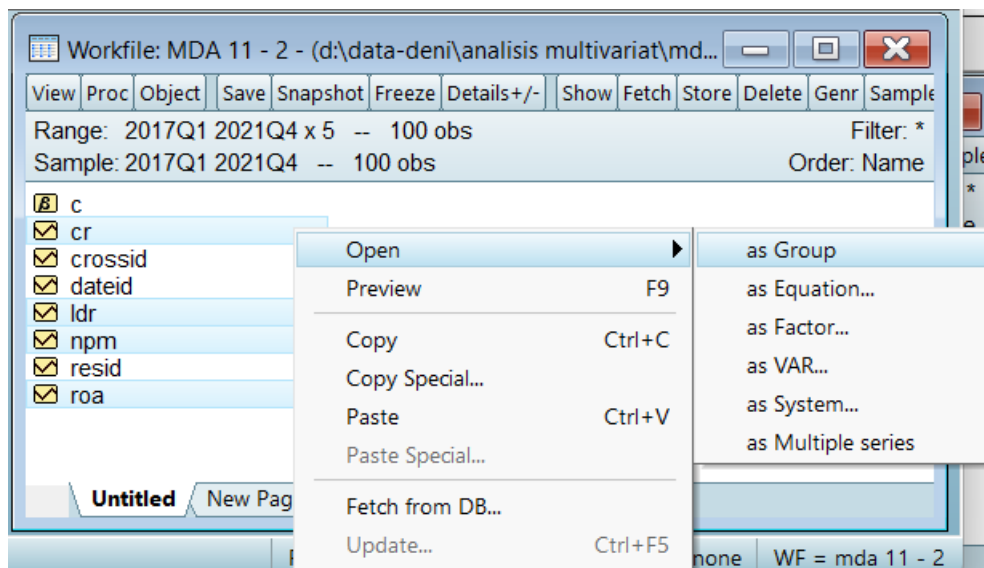 Workfile: MDA 11 - 2 - (d:\data-deni\analisis multivariat\md...
View Proc Object Save Snapshot Freeze Details+/- Show Fetch Store Delete Genr Sample
Range: 2017Q1 2021Q4 x 5 -- 100 obs Filter: *
Sample: 2017Q1 2021Q4 -- 100 obs Order: Name
β c
cr
crossid
dateid
ldr
npm
resid
roa
Open
Preview F9
Copy Ctrl+C
Copy Special...
Paste Ctrl+V
Paste Special...
Fetch from DB...
Update... Ctrl+F5
as Group
as Equation...
as Factor...
as VAR...
as System...
as Multiple series
Untitled New Pag
none WF = mda 11 - 2